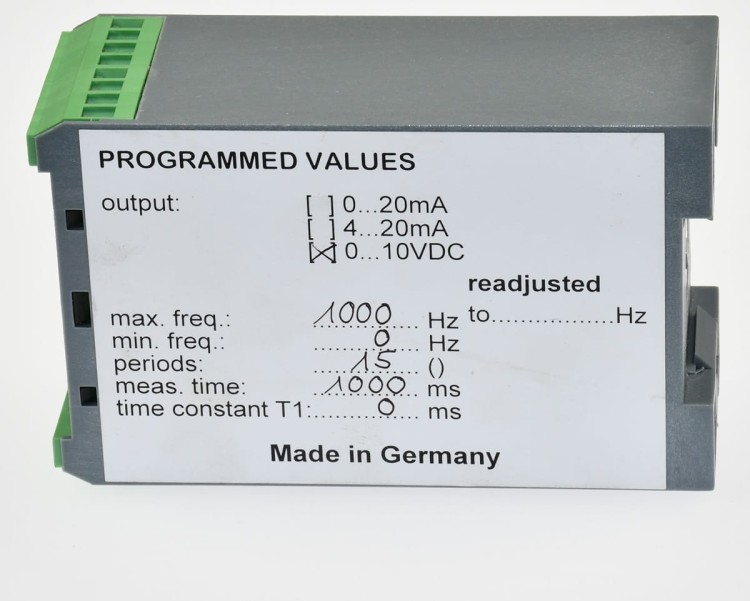 PROGRAMMED VALUES
output: [ ] 0...20mA
[ ] 4...20mA
[X] 0...10VDC
readjusted
max. freq.: 1000 Hz to.................Hz
min. freq.: 0 Hz
periods: 15 ()
meas. time: 1000 ms
time constant T1: 0 ms
Made in Germany